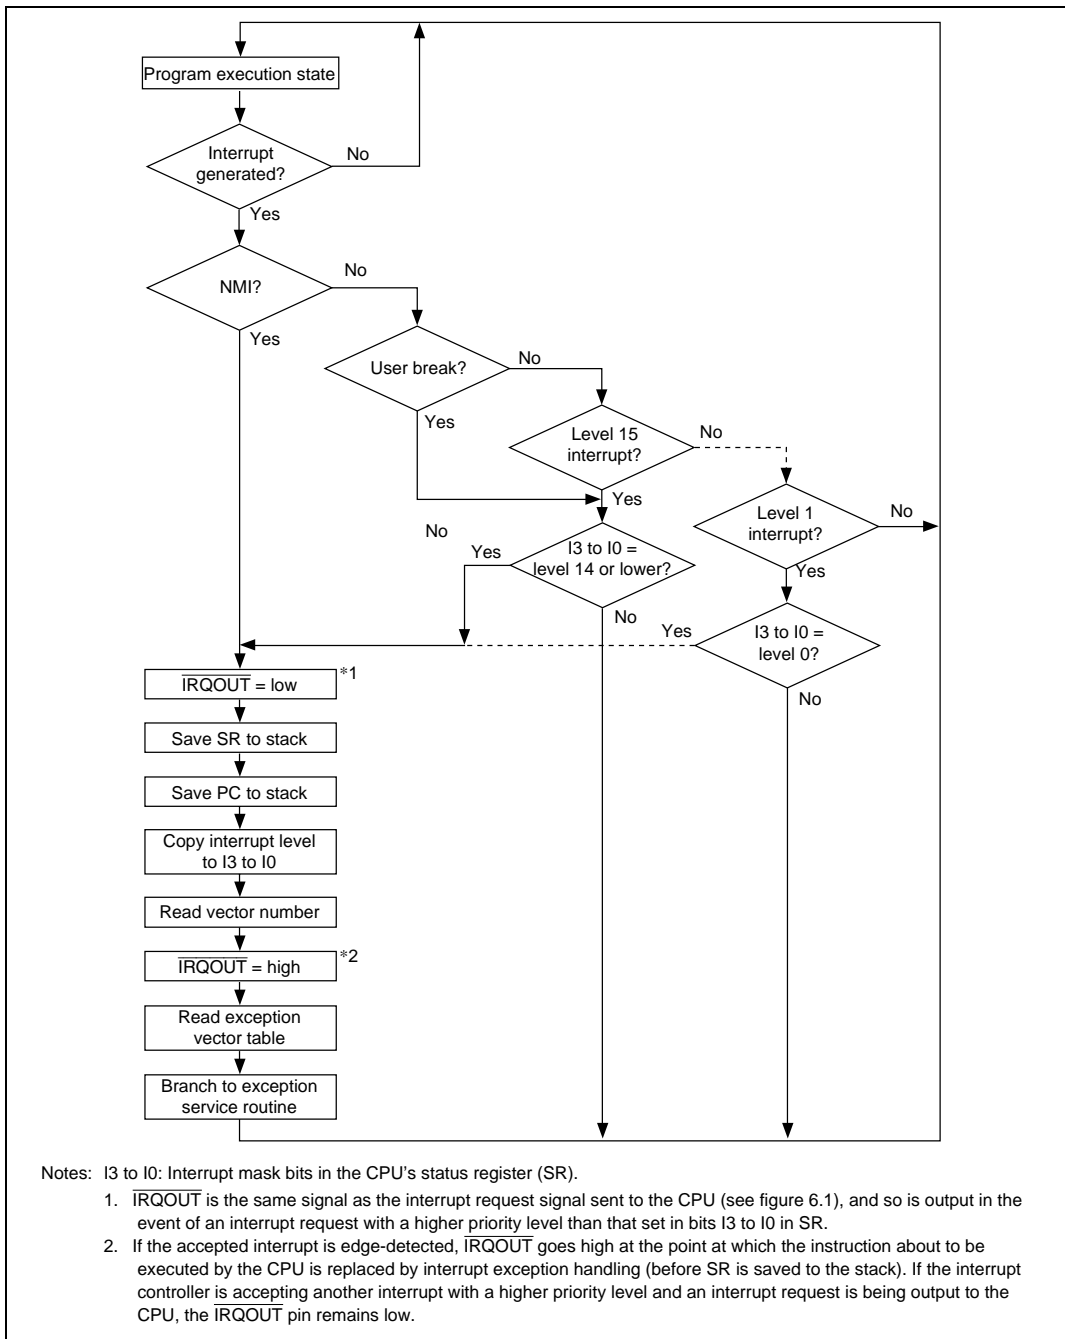 Program execution state
Interrupt
generated?
No
Yes
NMI?
No
Yes
User break?
No
Yes
Level 15
interrupt?
No
Yes
Level 1
interrupt?
No
Yes
No
I3 to I0 =
level 14 or lower?
Yes
No
I3 to I0 =
level 0?
Yes
No
IRQOUT = low
*1
Save SR to stack
Save PC to stack
Copy interrupt level
to I3 to I0
Read vector number
IRQOUT = high
*2
Read exception
vector table
Branch to exception
service routine
Notes: I3 to I0: Interrupt mask bits in the CPU's status register (SR).
1. IRQOUT is the same signal as the interrupt request signal sent to the CPU (see figure 6.1), and so is output in the
event of an interrupt request with a higher priority level than that set in bits I3 to I0 in SR.
2. If the accepted interrupt is edge-detected, IRQOUT goes high at the point at which the instruction about to be
executed by the CPU is replaced by interrupt exception handling (before SR is saved to the stack). If the interrupt
controller is accepting another interrupt with a higher priority level and an interrupt request is being output to the
CPU, the IRQOUT pin remains low.